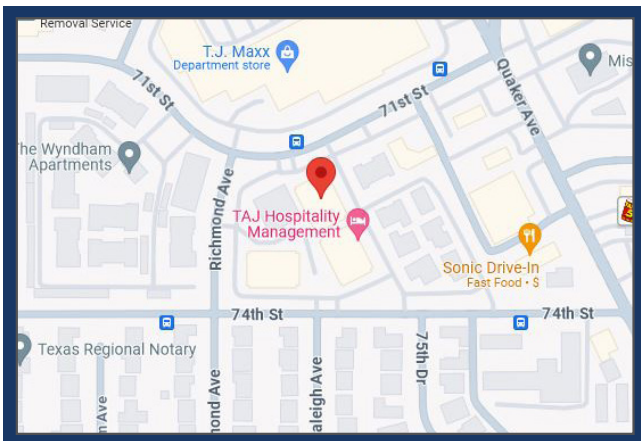 Removal Service
T.J. Maxx
Department store
71st St
71st St
Quaker Ave
Mis
The Wyndham
Apartments
Richmond Ave
TAJ Hospitality
Management
Sonic Drive-In
Fast Food • $
74th St
74th St
Texas Regional Notary
n Ave
mond Ave
aleigh Ave
75th Dr